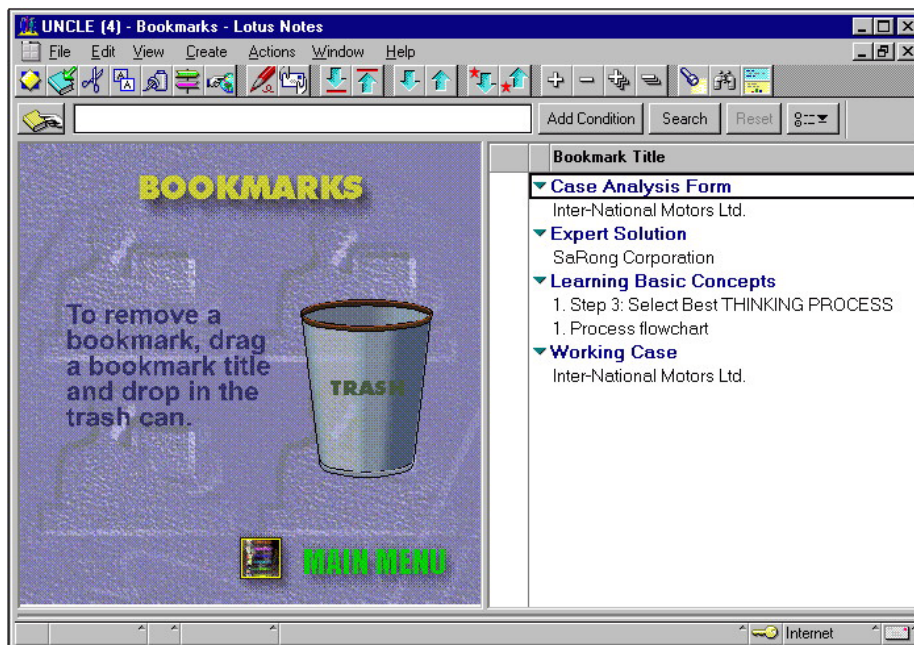 UNCLE (4) - Bookmarks - Lotus Notes
File Edit View Create Actions Window Help
Add Condition Search Reset
BOOKMARKS
To remove a
bookmark, drag
a bookmark title
and drop in the
trash can.
TRASH
MAIN MENU
Bookmark Title
Case Analysis Form
Inter-National Motors Ltd.
Expert Solution
SaRong Corporation
Learning Basic Concepts
1. Step 3: Select Best THINKING PROCESS
1. Process flowchart
Working Case
Inter-National Motors Ltd.
Internet